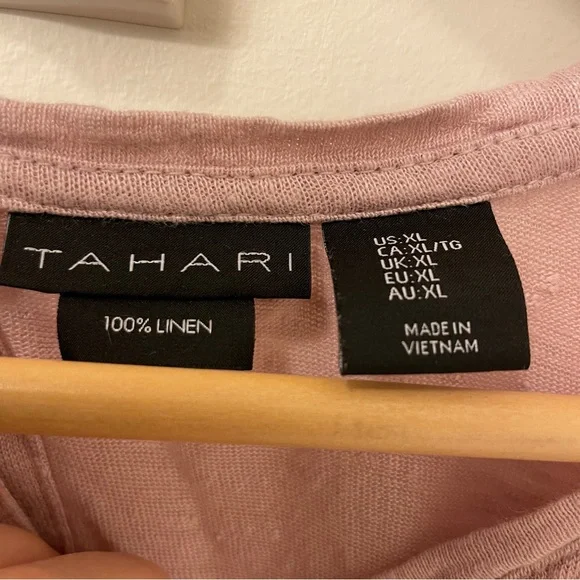 TAHARI
100% LINEN
US:XL
CA:XL/TG
UK:XL
EU:XL
AU:XL
MADE IN
VIETNAM